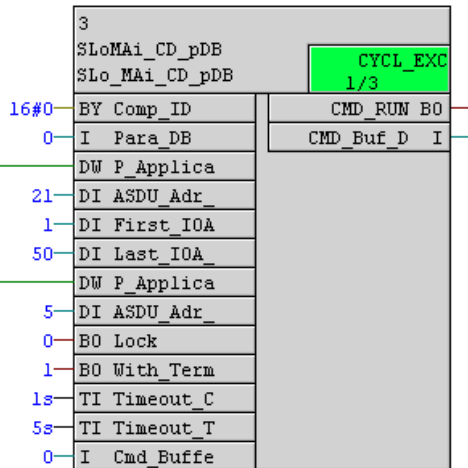 3
SLoMAi_CD_pDB
SLo_MAi_CD_pDB
CYCL_EXC
1/3
16#0 BY Comp_ID CMD_RUN BO
0 I Para_DB CMD_Buf_D I
DW P_Applica
21 DI ASDU_Adr_
1 DI First_IOA
50 DI Last_IOA_
DW P_Applica
5 DI ASDU_Adr_
0 BO Lock
1 BO With_Term
1s TI Timeout_C
5s TI Timeout_T
0 I Cmd_Buffe